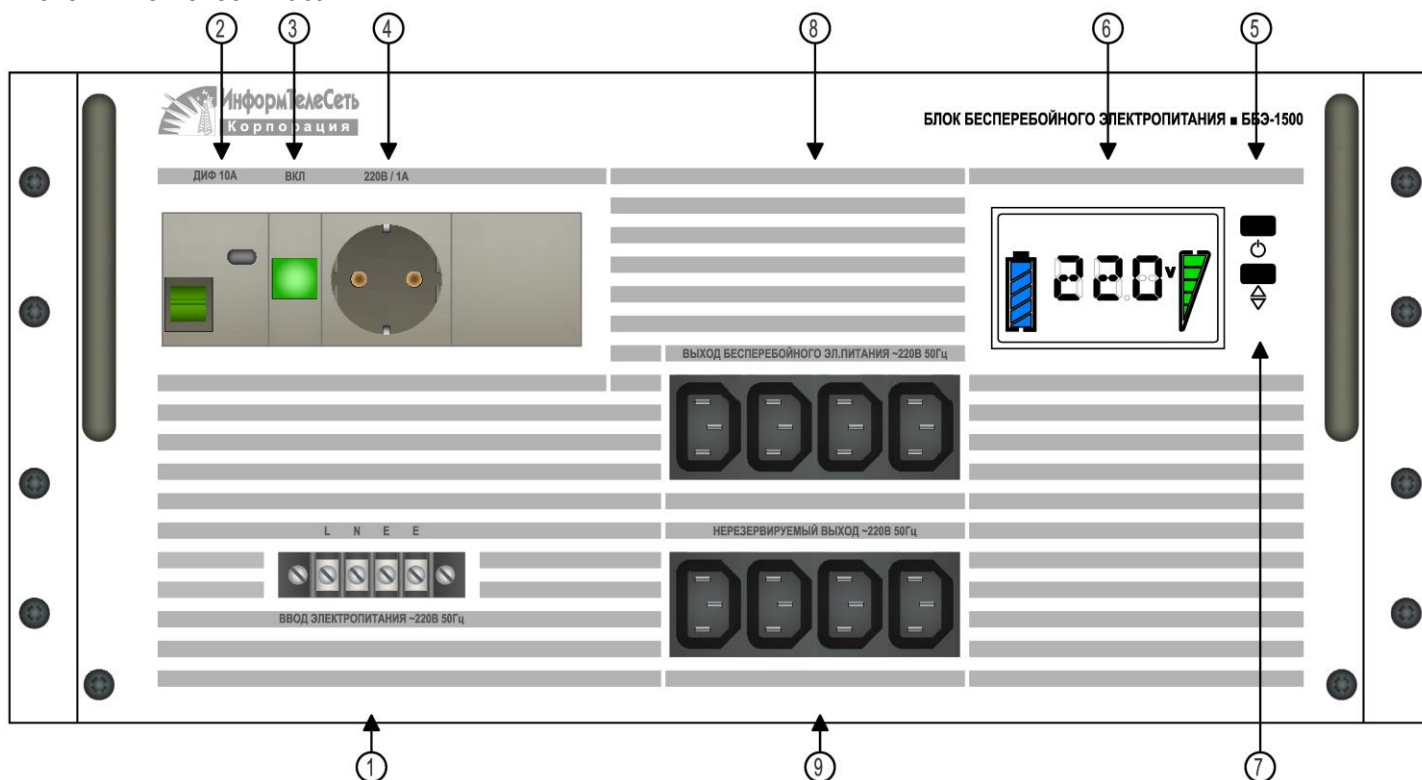 2
3
4
8
6
5
ИнформТелеСеть
Корпорация
БЛОК БЕСПЕРЕБОЙНОГО ЭЛЕКТРОПИТАНИЯ ■ ББЭ-1500
ДИФ 10А
ВКЛ
220В / 1А
220 v
ВЫХОД БЕСПЕРЕБОЙНОГО ЭЛ.ПИТАНИЯ ~220В 50Гц
L N E E
НЕРЕЗЕРВИРУЕМЫЙ ВЫХОД ~220В 50Гц
ВВОД ЭЛЕКТРОПИТАНИЯ ~220В 50Гц
1
9
7